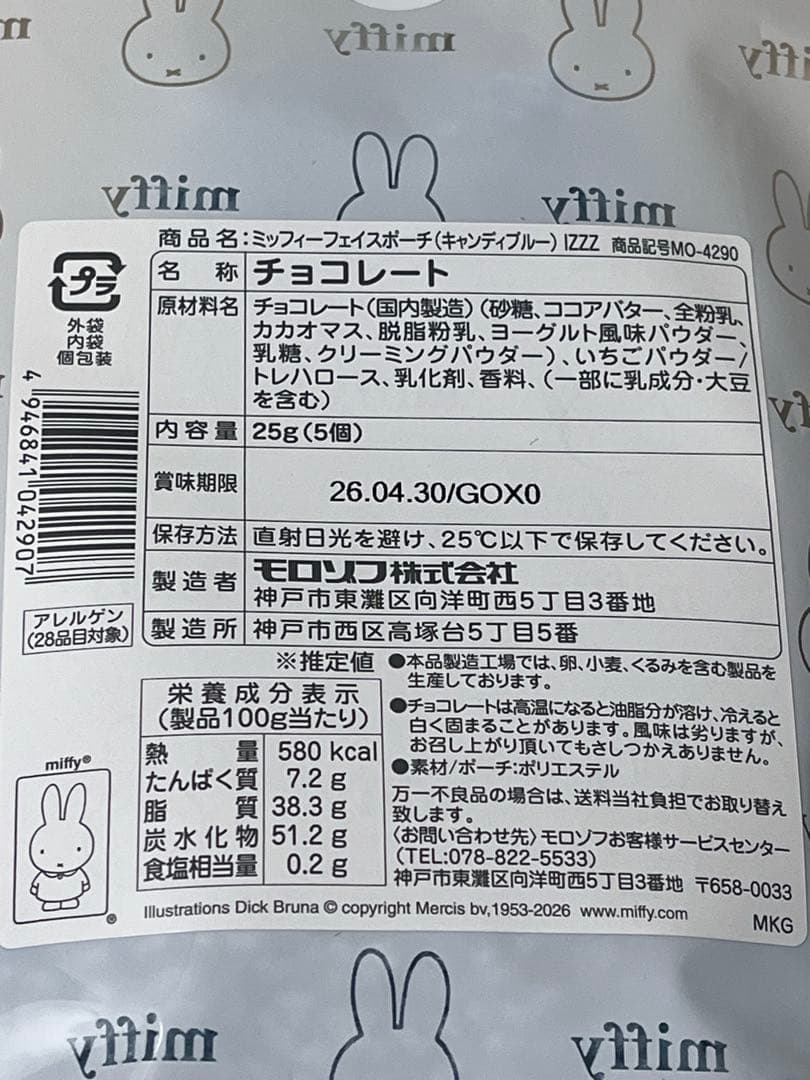 miffy
miffy
miffy
miffy
商品名:ミッフィーフェイスポーチ(キャンディブルー) IZZZ 商品記号MO-4290
プラ
外袋
内袋
個包装
名称 チョコレート
原材料名 チョコレート(国内製造)(砂糖、ココアバター、全粉乳、
カカオマス、脱脂粉乳、ヨーグルト風味パウダー、
乳糖、クリーミングパウダー)、いちごパウダー/
トレハロース、乳化剤、香料、(一部に乳成分・大豆
を含む)
内容量 25g(5個)
賞味期限 26.04.30/GOX0
保存方法 直射日光を避け、25℃以下で保存してください。
製造者 モロゾフ株式会社
神戸市東灘区向洋町西5丁目3番地
製造所 神戸市西区高塚台5丁目5番
4 946841 042907
アレルゲン
(28品目対象)
※推定値
栄養成分表示
(製品100g当たり)
熱量 580 kcal
たんぱく質 7.2 g
脂質 38.3 g
炭水化物 51.2 g
食塩相当量 0.2 g
●本品製造工場では、卵、小麦、くるみを含む製品を
生産しております。
●チョコレートは高温になると油脂分が溶け、冷えると
白く固まることがあります。風味は劣りますが、
お召し上がり頂いてもさしつかえありません。
●素材/ポーチ:ポリエステル
万一不良品の場合は、送料当社負担でお取り替え
致します。
〈お問い合わせ先〉モロゾフお客様サービスセンター
(TEL:078-822-5533)
神戸市東灘区向洋町西5丁目3番地 〒658-0033
miffy®
®
Illustrations Dick Bruna © copyright Mercis bv,1953-2026 www.miffy.com
MKG
miffy
miffy